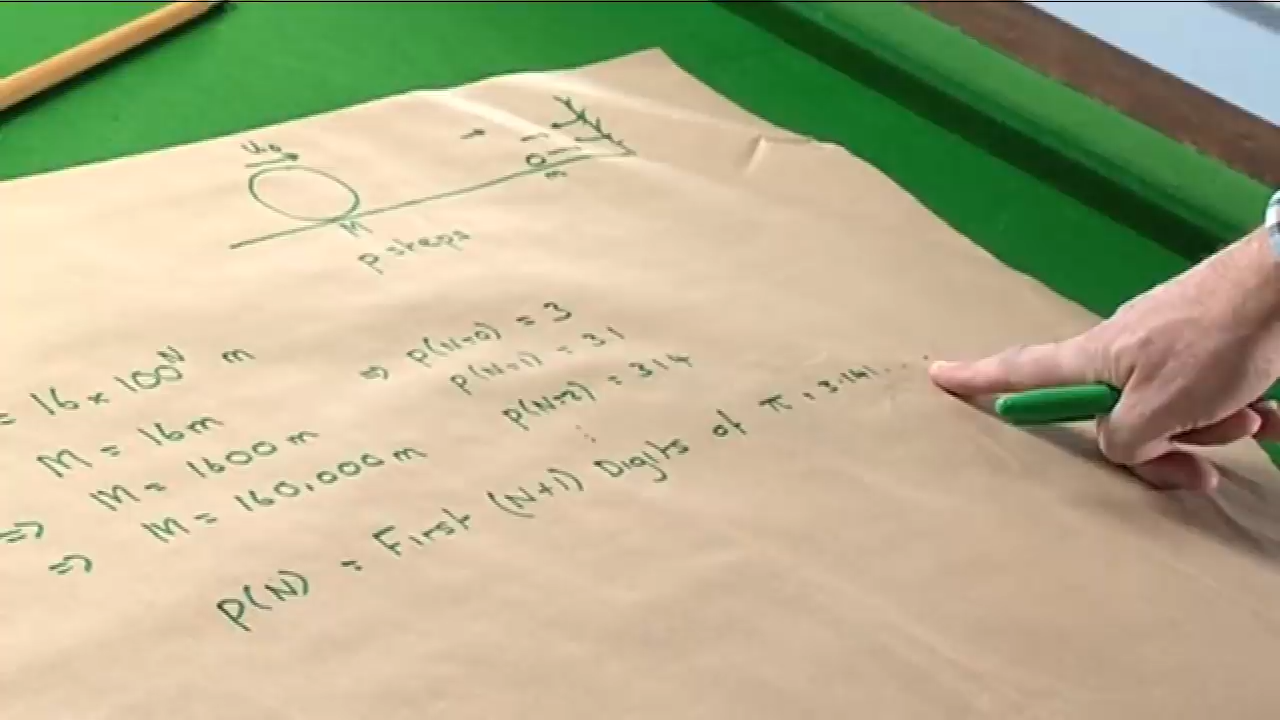 u₀
M
m
p steps
= 16 × 100ᴺ m
M = 16m
⇒ M = 1600 m
⇒ M = 160,000 m
⇒ p(N=0) = 3
p(N=1) = 31
p(N=2) = 314
⋮
P(N) = First (N+1) Digits of π, 3.141...